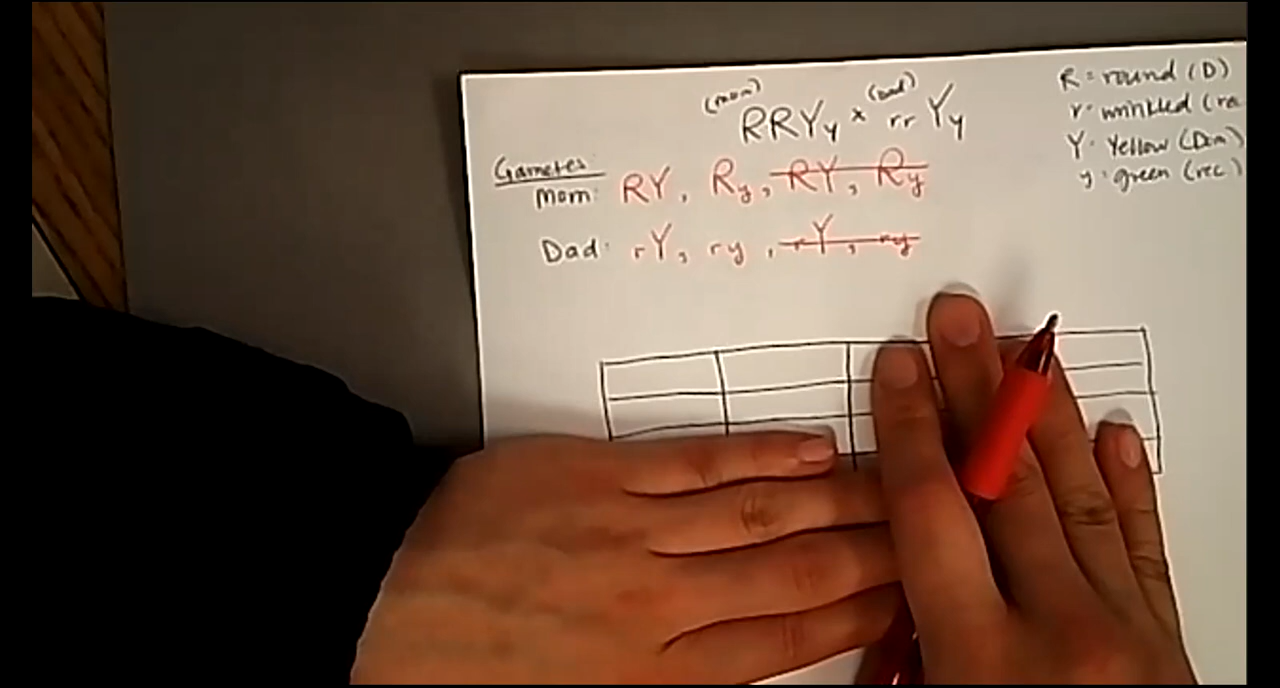 (mom) (Dad)
RRYy × rr Yy
R = round (D)
r = wrinkled (rec
Y = Yellow (Dom)
y = green (rec)
Gametes:
Mom: RY, Ry, RY, Ry
Dad: rY, ry, rY, ry